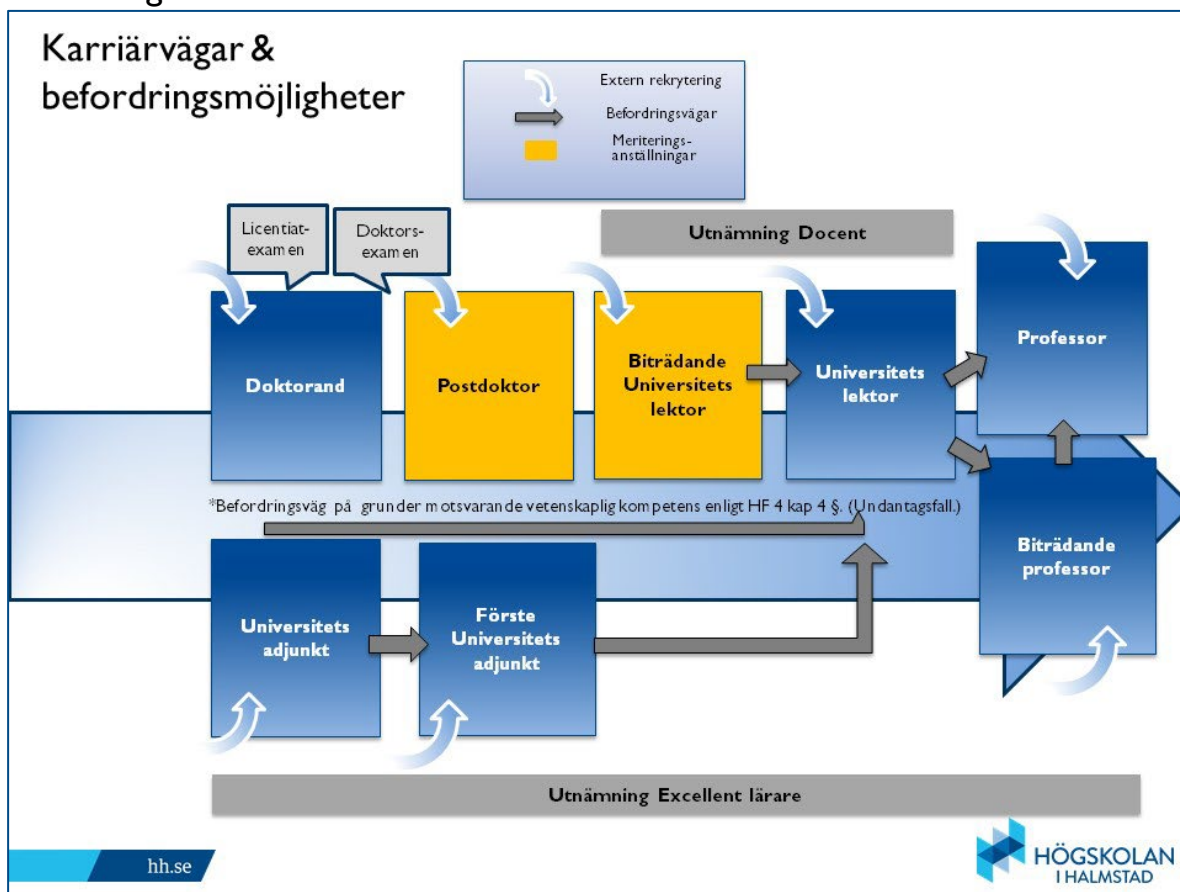 Karriärvägar &
befordringsmöjligheter
Extern rekrytering
Befordringsvägar
Meriterings-
anställningar
Licentiat-
examen
Doktors-
examen
Utnämning Docent
Doktorand
Postdoktor
Biträdande
Universitets
lektor
Universitets
lektor
Professor
*Befordringsväg på grunder motsvarande vetenskaplig kompetens enligt HF 4 kap 4 §. (Undantagsfall.)
Biträdande
professor
Universitets
adjunkt
Förste
Universitets
adjunkt
Utnämning Excellent lärare
hh.se
HÖGSKOLAN
I HALMSTAD